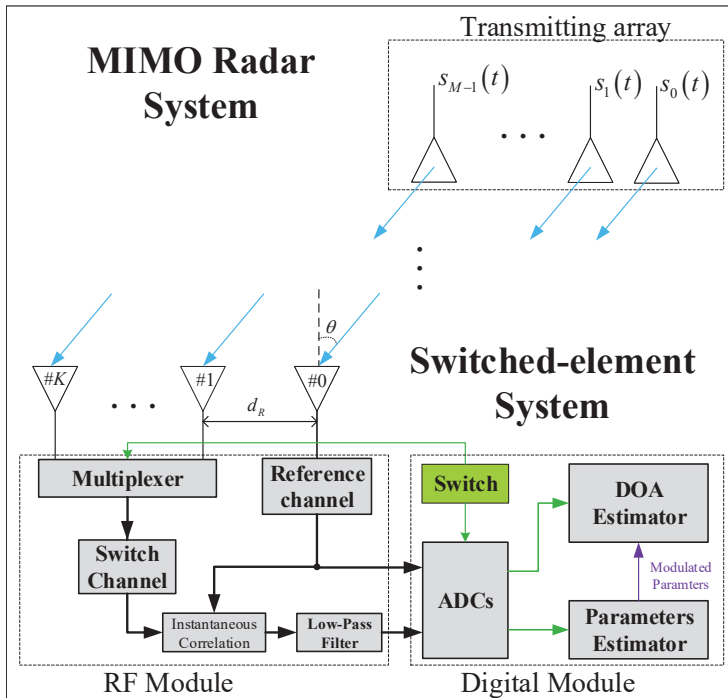 Transmitting array
MIMO Radar
System
s_{M-1}(t)
s_1(t)
s_0(t)
θ
#K
#1
#0
d_R
Switched-element
System
Multiplexer
Reference
channel
Switch
DOA
Estimator
Switch
Channel
ADCs
Modulated
Paramters
Instantaneous
Correlation
Low-Pass
Filter
Parameters
Estimator
RF Module
Digital Module